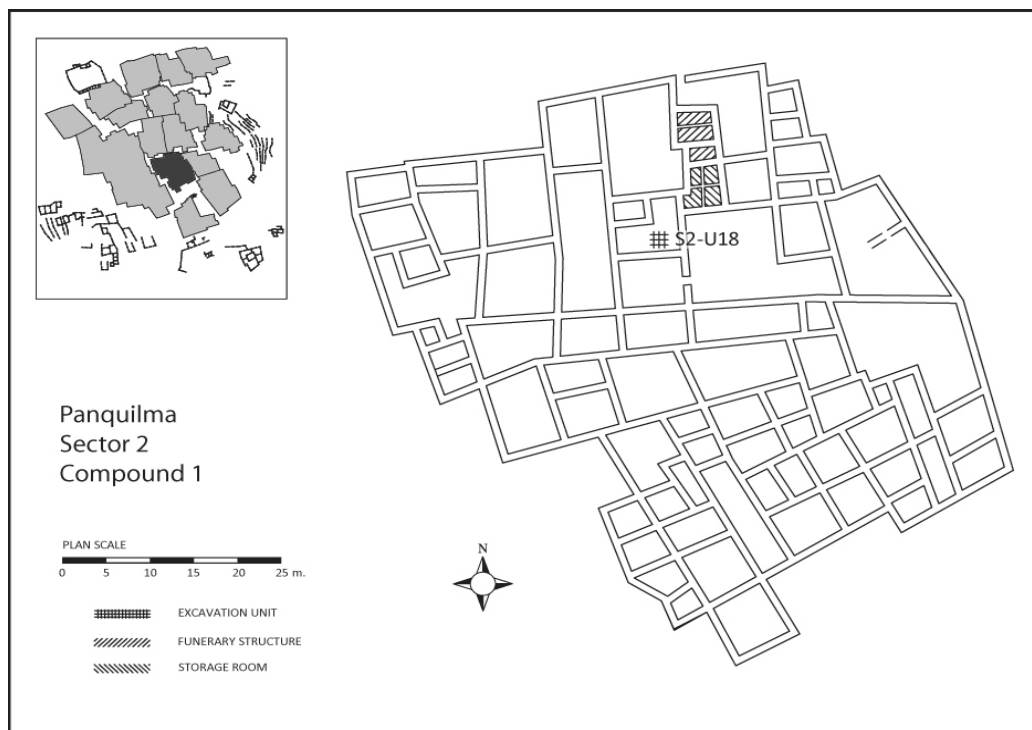 S2-U18
Panquilma
Sector 2
Compound 1
PLAN SCALE
0 5 10 15 20 25 m.
N
EXCAVATION UNIT
FUNERARY STRUCTURE
STORAGE ROOM